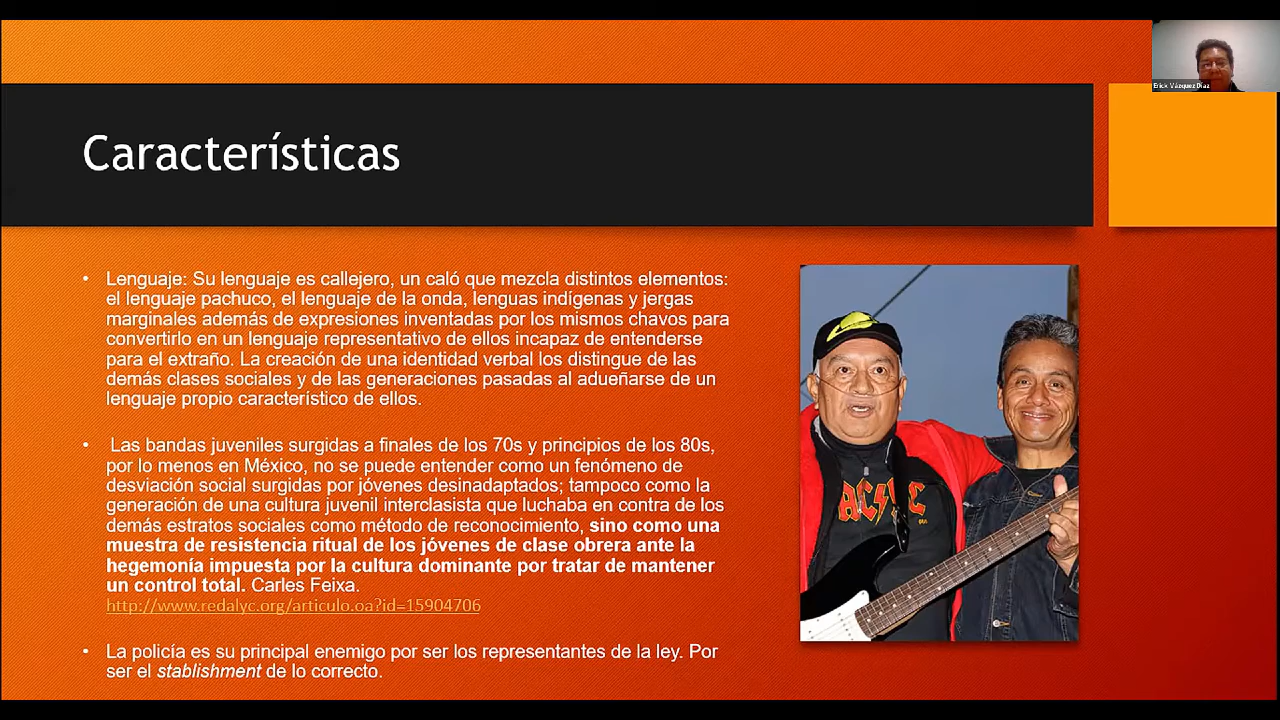 Erick Vázquez Díaz
Características
• Lenguaje: Su lenguaje es callejero, un caló que mezcla distintos elementos:
el lenguaje pachuco, el lenguaje de la onda, lenguas indígenas y jergas
marginales además de expresiones inventadas por los mismos chavos para
convertirlo en un lenguaje representativo de ellos incapaz de entenderse
para el extraño. La creación de una identidad verbal los distingue de las
demás clases sociales y de las generaciones pasadas al adueñarse de un
lenguaje propio característico de ellos.
• Las bandas juveniles surgidas a finales de los 70s y principios de los 80s,
por lo menos en México, no se puede entender como un fenómeno de
desviación social surgidas por jóvenes desinadaptados; tampoco como la
generación de una cultura juvenil interclasista que luchaba en contra de los
demás estratos sociales como método de reconocimiento, sino como una
muestra de resistencia ritual de los jóvenes de clase obrera ante la
hegemonía impuesta por la cultura dominante por tratar de mantener
un control total. Carles Feixa.
http://www.redalyc.org/articulo.oa?id=15904706
• La policía es su principal enemigo por ser los representantes de la ley. Por
ser el stablishment de lo correcto.
AC/DC